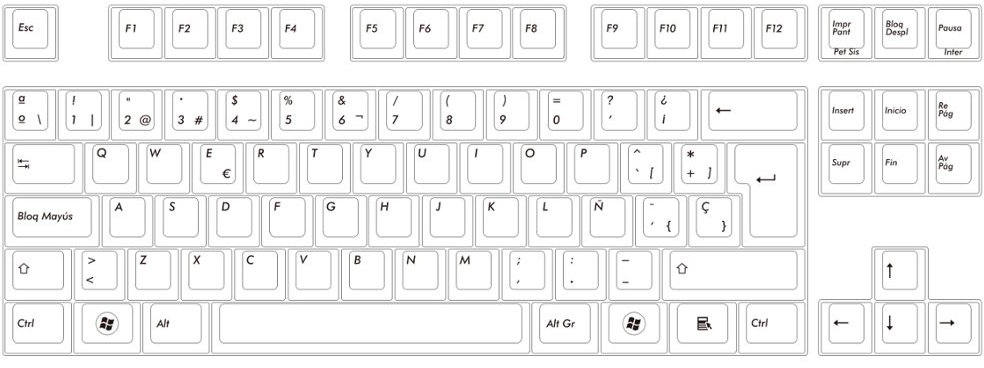 Esc F1 F2 F3 F4 F5 F6 F7 F8 F9 F10 F11 F12 Impr Bloq Pausa
Pant Despl
Pet Sis Inter
ª ! " · $ % & / ( ) = ? ¿ ←
º \ 1 | 2 @ 3 # 4 ~ 5 6 ¬ 7 8 9 0 ' ¡
Insert Inicio Re
Pág
Q W E R T Y U I O P ^ *
€ ` [ + ]
Supr Fin Av
Pág
Bloq Mayús A S D F G H J K L Ñ ¨ Ç
´ { }
⇧ > Z X C V B N M ; : _ ⇧ ↑
< , . -
Ctrl Alt Alt Gr Ctrl ← ↓ →